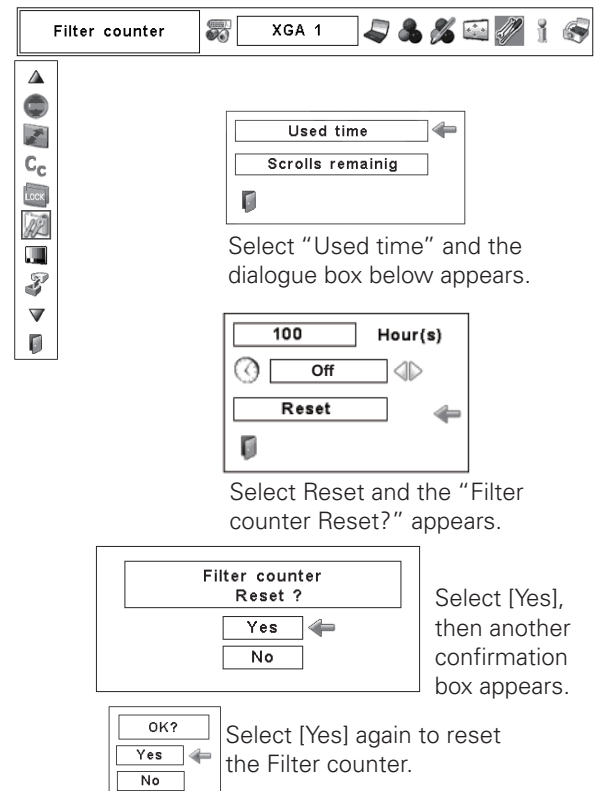 Filter counter XGA 1
Cc
LOCK
Used time
Scrolls remainig
Select “Used time” and the
dialogue box below appears.
100 Hour(s)
Off
Reset
Select Reset and the “Filter
counter Reset?” appears.
Filter counter
Reset ?
Yes
No
Select [Yes],
then another
confirmation
box appears.
OK?
Yes
No
Select [Yes] again to reset
the Filter counter.